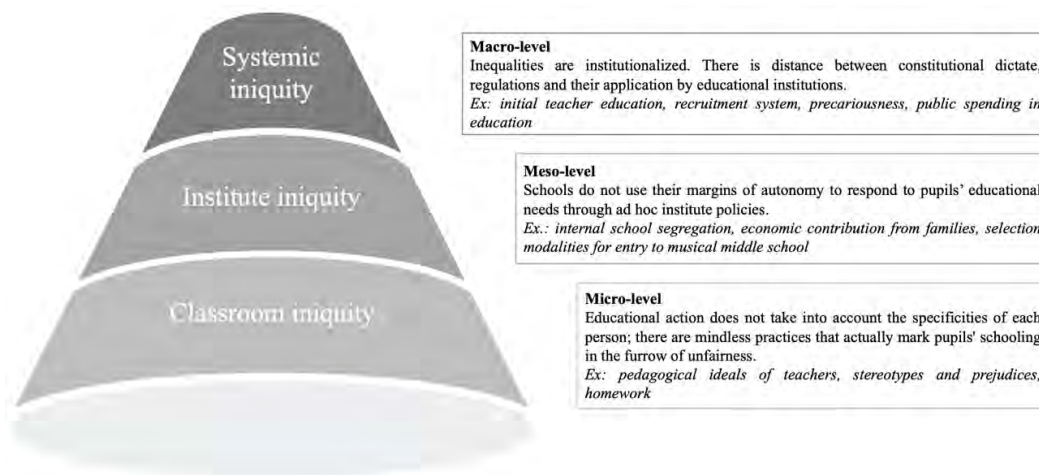 Systemic
iniquity
Macro-level
Inequalities are institutionalized. There is distance between constitutional dictate,
regulations and their application by educational institutions.
Ex: initial teacher education, recruitment system, precariousness, public spending in
education
Institute iniquity
Meso-level
Schools do not use their margins of autonomy to respond to pupils’ educational
needs through ad hoc institute policies.
Ex.: internal school segregation, economic contribution from families, selection
modalities for entry to musical middle school
Classroom iniquity
Micro-level
Educational action does not take into account the specificities of each
person; there are mindless practices that actually mark pupils' schooling
in the furrow of unfairness.
Ex: pedagogical ideals of teachers, stereotypes and prejudices,
homework